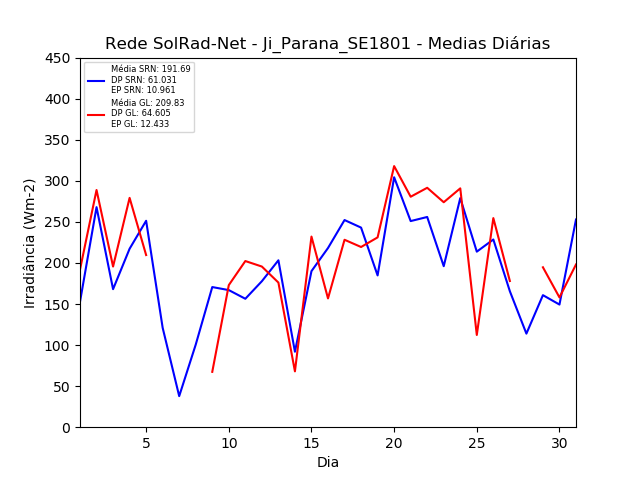 Rede SolRad-Net - Ji_Parana_SE1801 - Medias Diárias
450
400
350
300
250
200
150
100
50
0
Irradiância (Wm-2)
Média SRN: 191.69
DP SRN: 61.031
EP SRN: 10.961
Média GL: 209.83
DP GL: 64.605
EP GL: 12.433
5
10
15
20
25
30
Dia